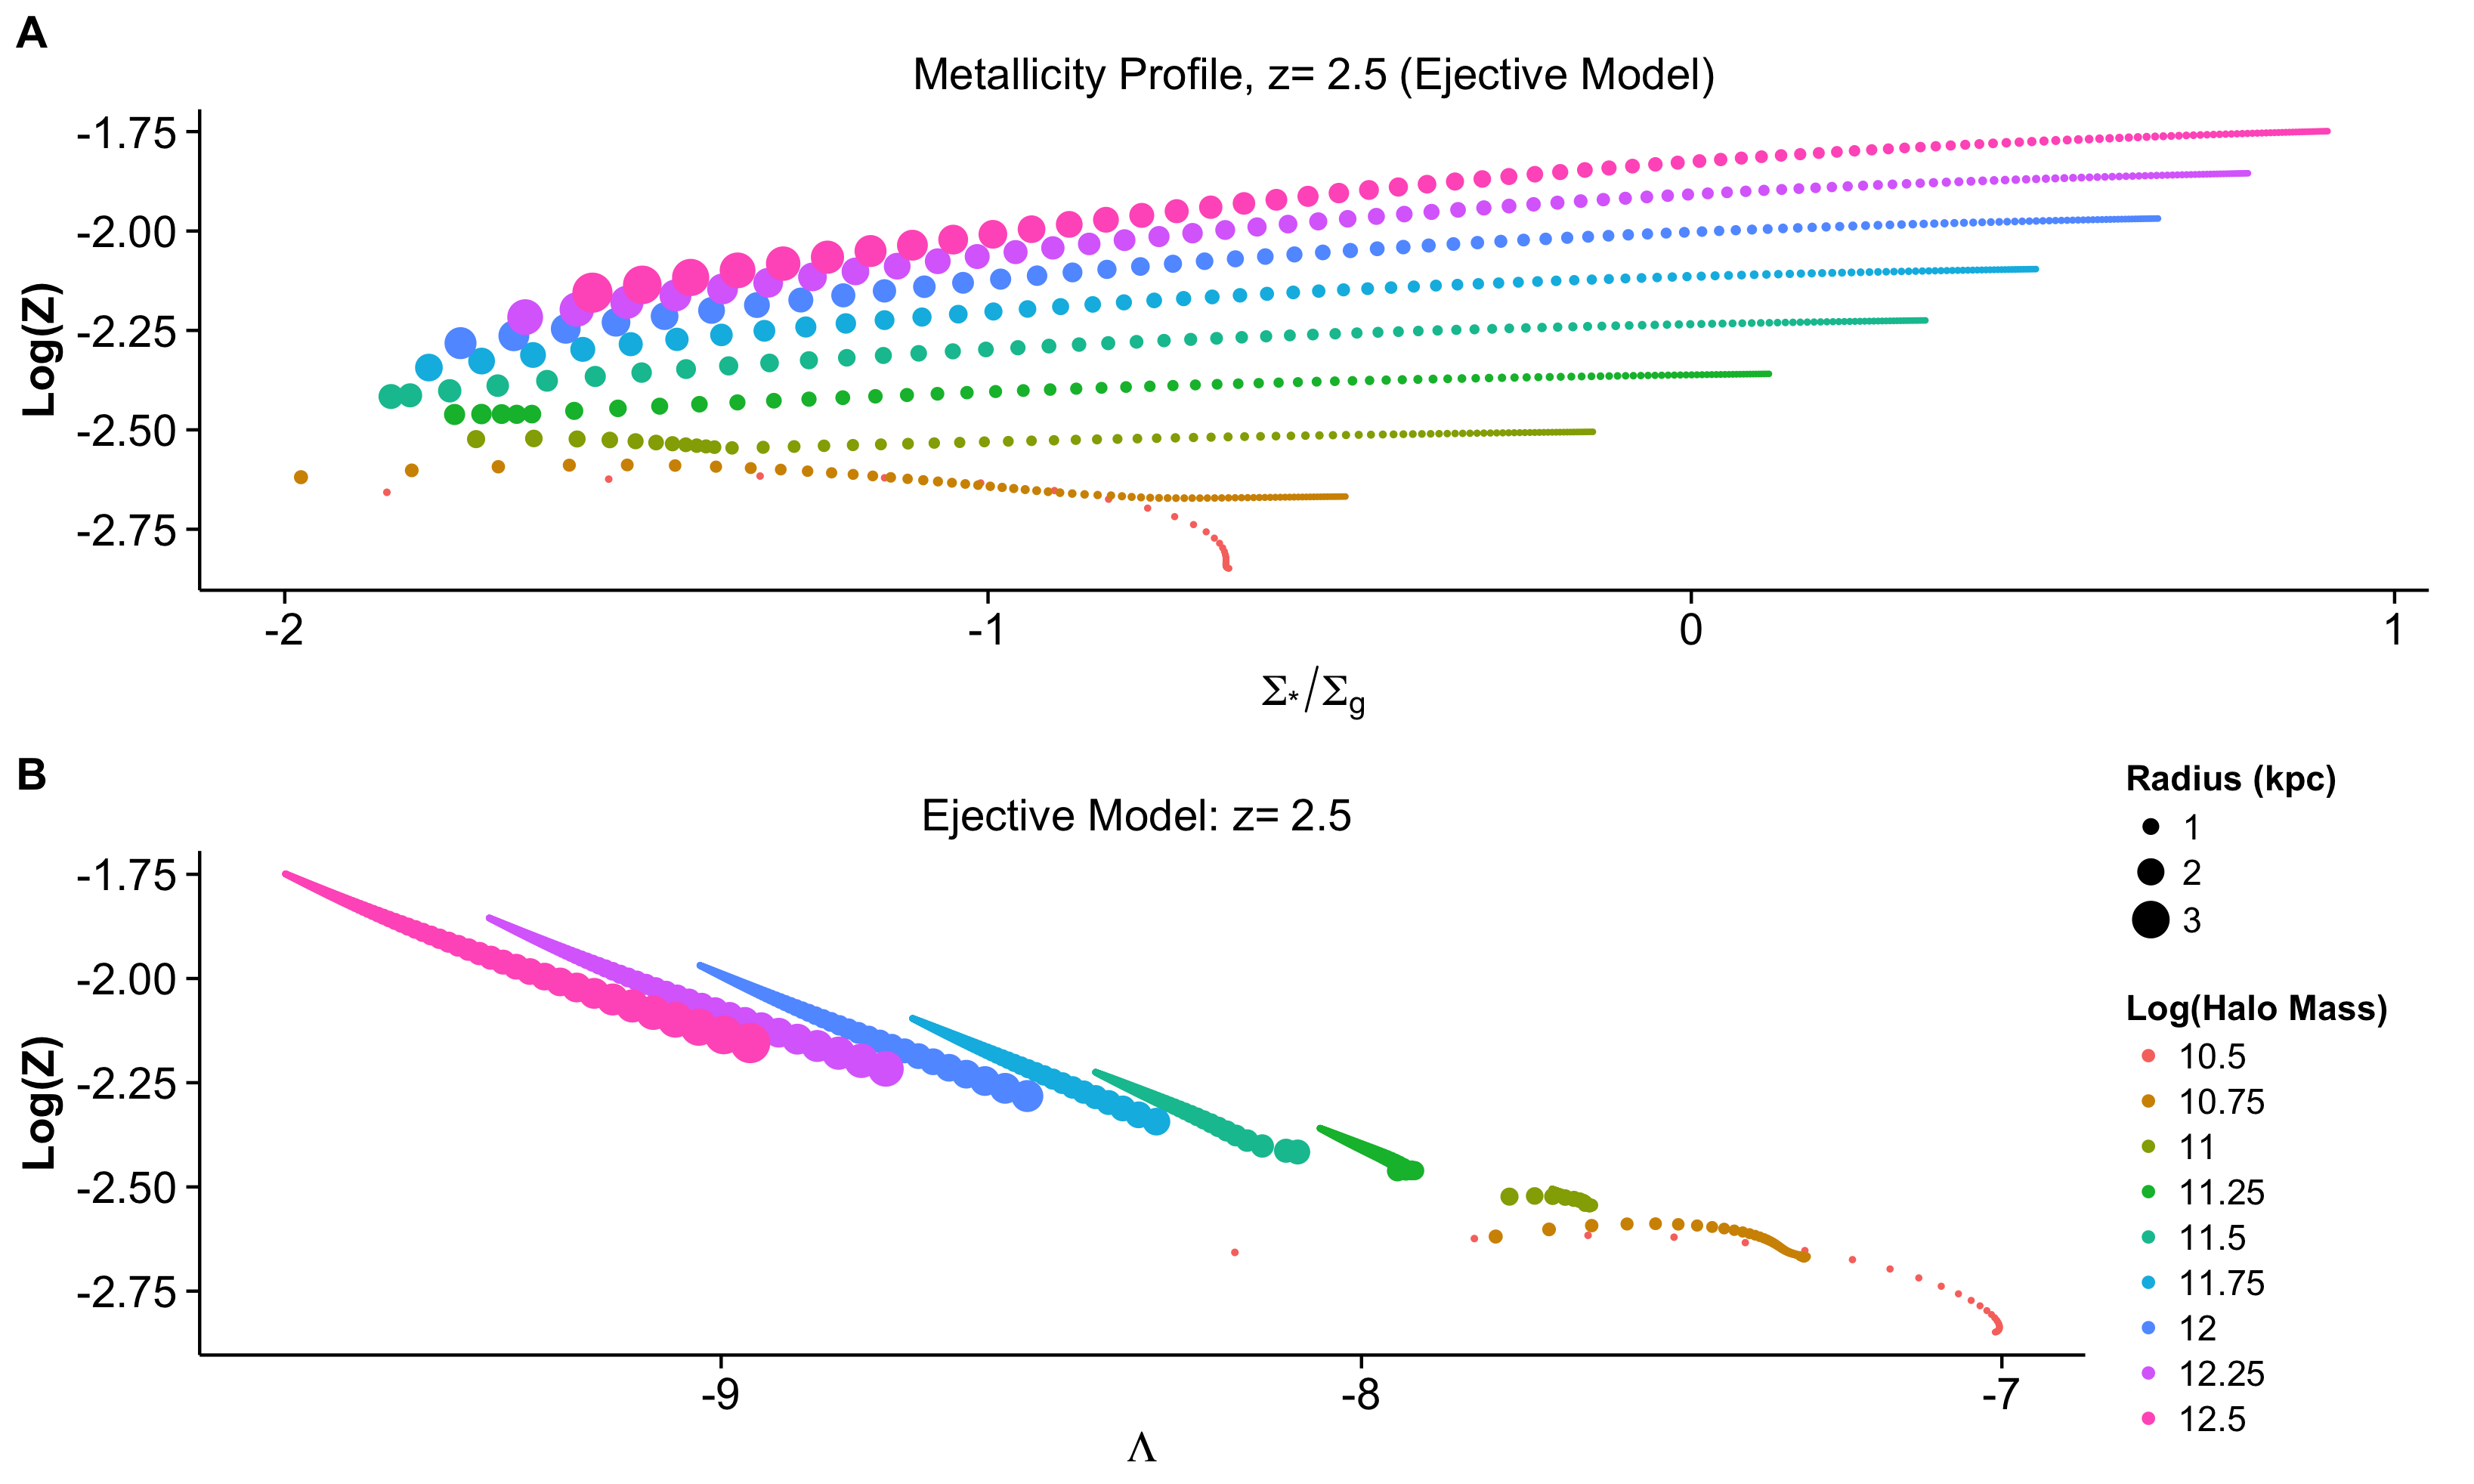 A
Metallicity Profile, z= 2.5 (Ejective Model)
Log(Z)
-1.75
-2.00
-2.25
-2.50
-2.75
-2
-1
0
1
Σ*/Σg
B
Ejective Model: z= 2.5
Log(Z)
-1.75
-2.00
-2.25
-2.50
-2.75
-9
-8
-7
Λ
Radius (kpc)
1
2
3
Log(Halo Mass)
10.5
10.75
11
11.25
11.5
11.75
12
12.25
12.5